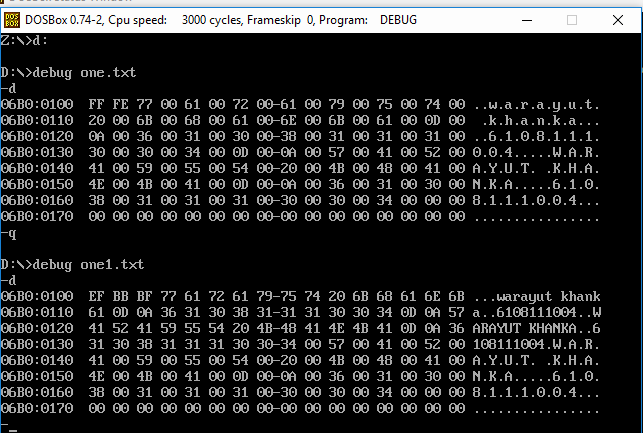 DOSBox 0.74-2, Cpu speed: 3000 cycles, Frameskip 0, Program: DEBUG
Z:\>d:
D:\>debug one.txt
-d
06B0:0100 FF FE 77 00 61 00 72 00-61 00 79 00 75 00 74 00 ..w.a.r.a.y.u.t.
06B0:0110 20 00 6B 00 68 00 61 00-6E 00 6B 00 61 00 0D 00 .k.h.a.n.k.a...
06B0:0120 0A 00 36 00 31 00 30 00-38 00 31 00 31 00 31 00 ..6.1.0.8.1.1.1.
06B0:0130 30 00 30 00 34 00 0D 00-0A 00 57 00 41 00 52 00 0.0.4.....W.A.R.
06B0:0140 41 00 59 00 55 00 54 00-20 00 4B 00 48 00 41 00 A.Y.U.T. .K.H.A.
06B0:0150 4E 00 4B 00 41 00 0D 00-0A 00 36 00 31 00 30 00 N.K.A.....6.1.0.
06B0:0160 38 00 31 00 31 00 31 00-30 00 30 00 34 00 00 00 8.1.1.1.0.0.4...
06B0:0170 00 00 00 00 00 00 00 00-00 00 00 00 00 00 00 00 ................
-q
D:\>debug one1.txt
-d
06B0:0100 EF BB BF 77 61 72 61 79-75 74 20 6B 68 61 6E 6B ...warayut khank
06B0:0110 61 0D 0A 36 31 30 38 31-31 31 30 30 34 0D 0A 57 a..6108111004..W
06B0:0120 41 52 41 59 55 54 20 4B-48 41 4E 4B 41 0D 0A 36 ARAYUT KHANKA..6
06B0:0130 31 30 38 31 31 31 30 30-34 00 57 00 41 00 52 00 108111004.W.A.R.
06B0:0140 41 00 59 00 55 00 54 00-20 00 4B 00 48 00 41 00 A.Y.U.T. .K.H.A.
06B0:0150 4E 00 4B 00 41 00 0D 00-0A 00 36 00 31 00 30 00 N.K.A.....6.1.0.
06B0:0160 38 00 31 00 31 00 31 00-30 00 30 00 34 00 00 00 8.1.1.1.0.0.4...
06B0:0170 00 00 00 00 00 00 00 00-00 00 00 00 00 00 00 00 ................
-